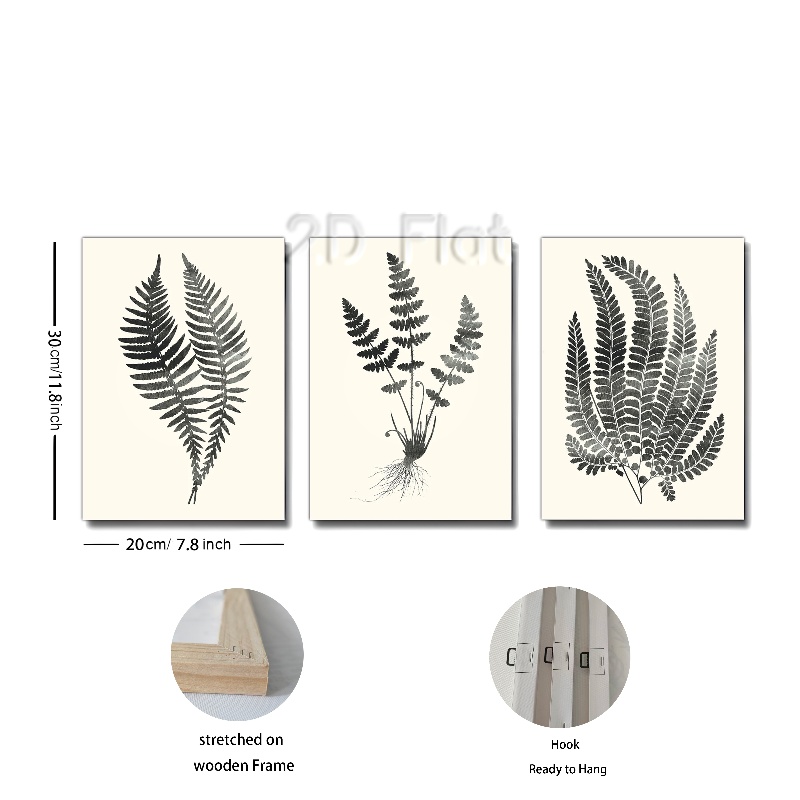 2D Flat
30cm/11.8inch
20cm/ 7.8 inch
stretched on
wooden Frame
Hook
Ready to Hang